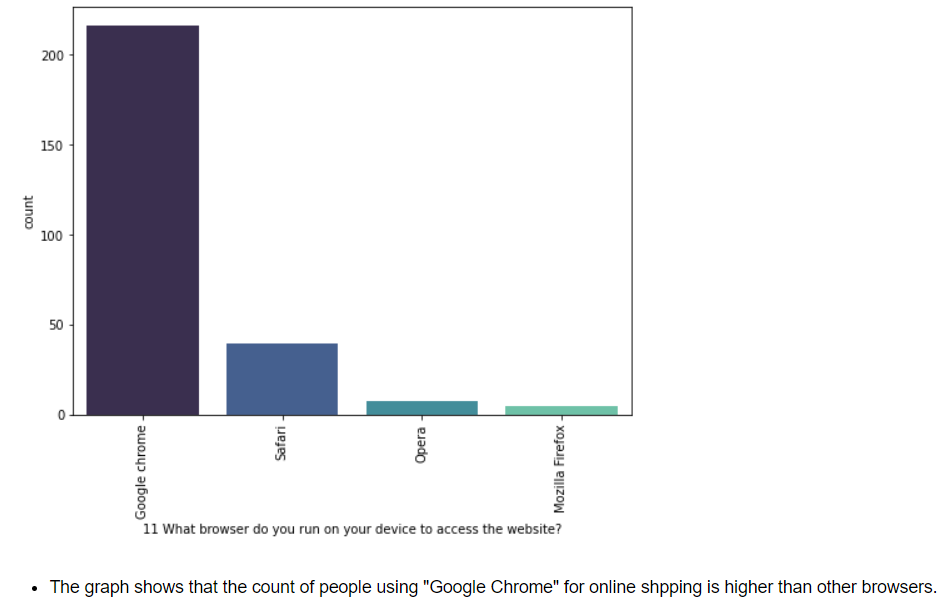 200
150
100
50
0
count
Google chrome
Safari
Opera
Mozilla Firefox
11 What browser do you run on your device to access the website?
• The graph shows that the count of people using "Google Chrome" for online shpping is higher than other browsers.